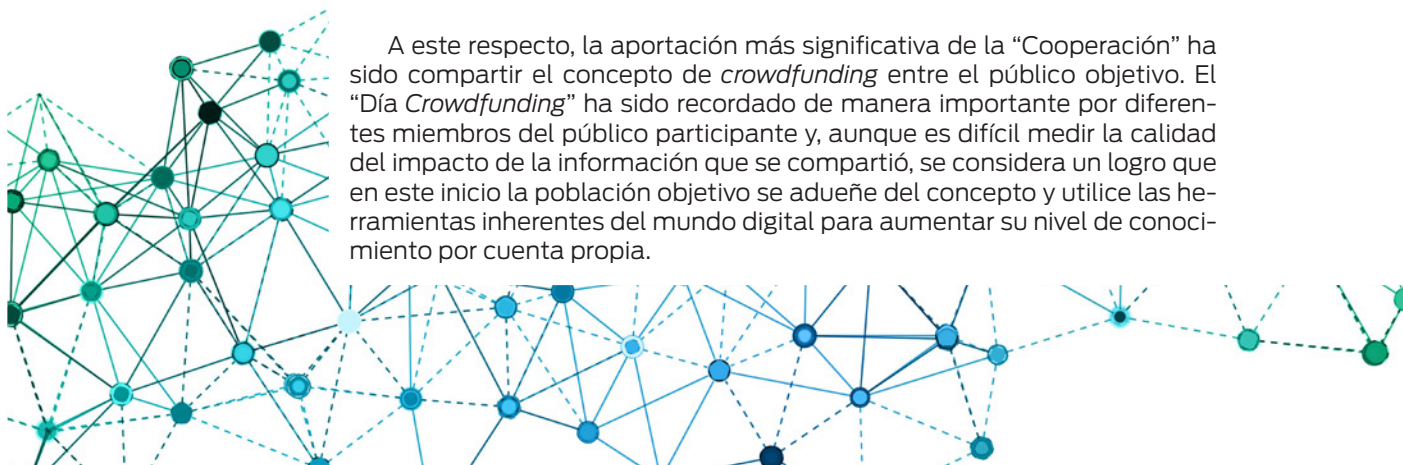 A este respecto, la aportación más significativa de la “Cooperación” ha
sido compartir el concepto de crowdfunding entre el público objetivo. El
“Día Crowdfunding” ha sido recordado de manera importante por diferen-
tes miembros del público participante y, aunque es difícil medir la calidad
del impacto de la información que se compartió, se considera un logro que
en este inicio la población objetivo se adueñe del concepto y utilice las he-
rramientas inherentes del mundo digital para aumentar su nivel de conoci-
miento por cuenta propia.